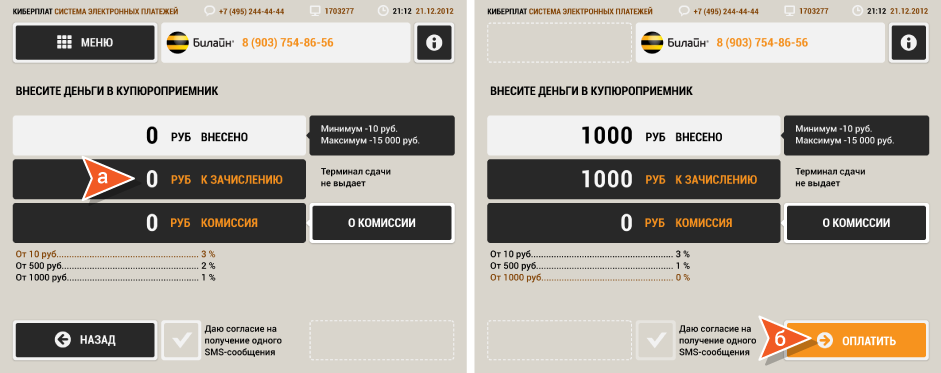 КИБЕРПЛАТ СИСТЕМА ЭЛЕКТРОННЫХ ПЛАТЕЖЕЙ +7 (495) 244-44-44 1703277 21:12 21.12.2012
МЕНЮ Билайн 8 (903) 754-86-56
ВНЕСИТЕ ДЕНЬГИ В КУПЮРОПРИЕМНИК
0 РУБ ВНЕСЕНО
Минимум -10 руб.
Максимум -15 000 руб.
а 0 РУБ К ЗАЧИСЛЕНИЮ
Терминал сдачи
не выдает
0 РУБ КОМИССИЯ О КОМИССИИ
От 10 руб. 3 %
От 500 руб. 2 %
От 1000 руб. 1 %
НАЗАД
Даю согласие на
получение одного
SMS-сообщения
КИБЕРПЛАТ СИСТЕМА ЭЛЕКТРОННЫХ ПЛАТЕЖЕЙ +7 (495) 244-44-44 1703277 21:12 21.12.2012
Билайн 8 (903) 754-86-56
ВНЕСИТЕ ДЕНЬГИ В КУПЮРОПРИЕМНИК
1000 РУБ ВНЕСЕНО
Минимум -10 руб.
Максимум -15 000 руб.
1000 РУБ К ЗАЧИСЛЕНИЮ
Терминал сдачи
не выдает
0 РУБ КОМИССИЯ О КОМИССИИ
От 10 руб. 3 %
От 500 руб. 1 %
От 1000 руб. 0 %
Даю согласие на
получение одного
SMS-сообщения
б ОПЛАТИТЬ